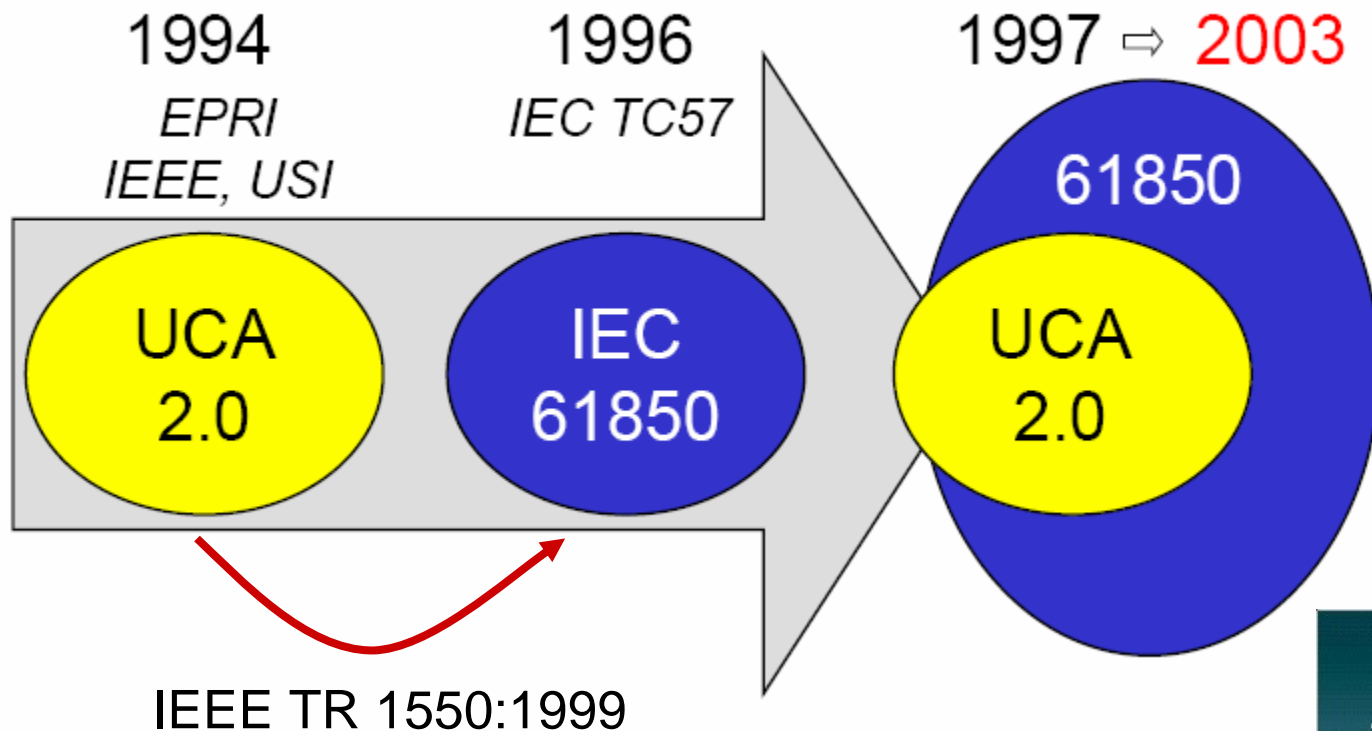 1994
EPRI
IEEE, USI
1996
IEC TC57
1997 ⇨ 2003
UCA
2.0
IEC
61850
61850
UCA
2.0
IEEE TR 1550:1999